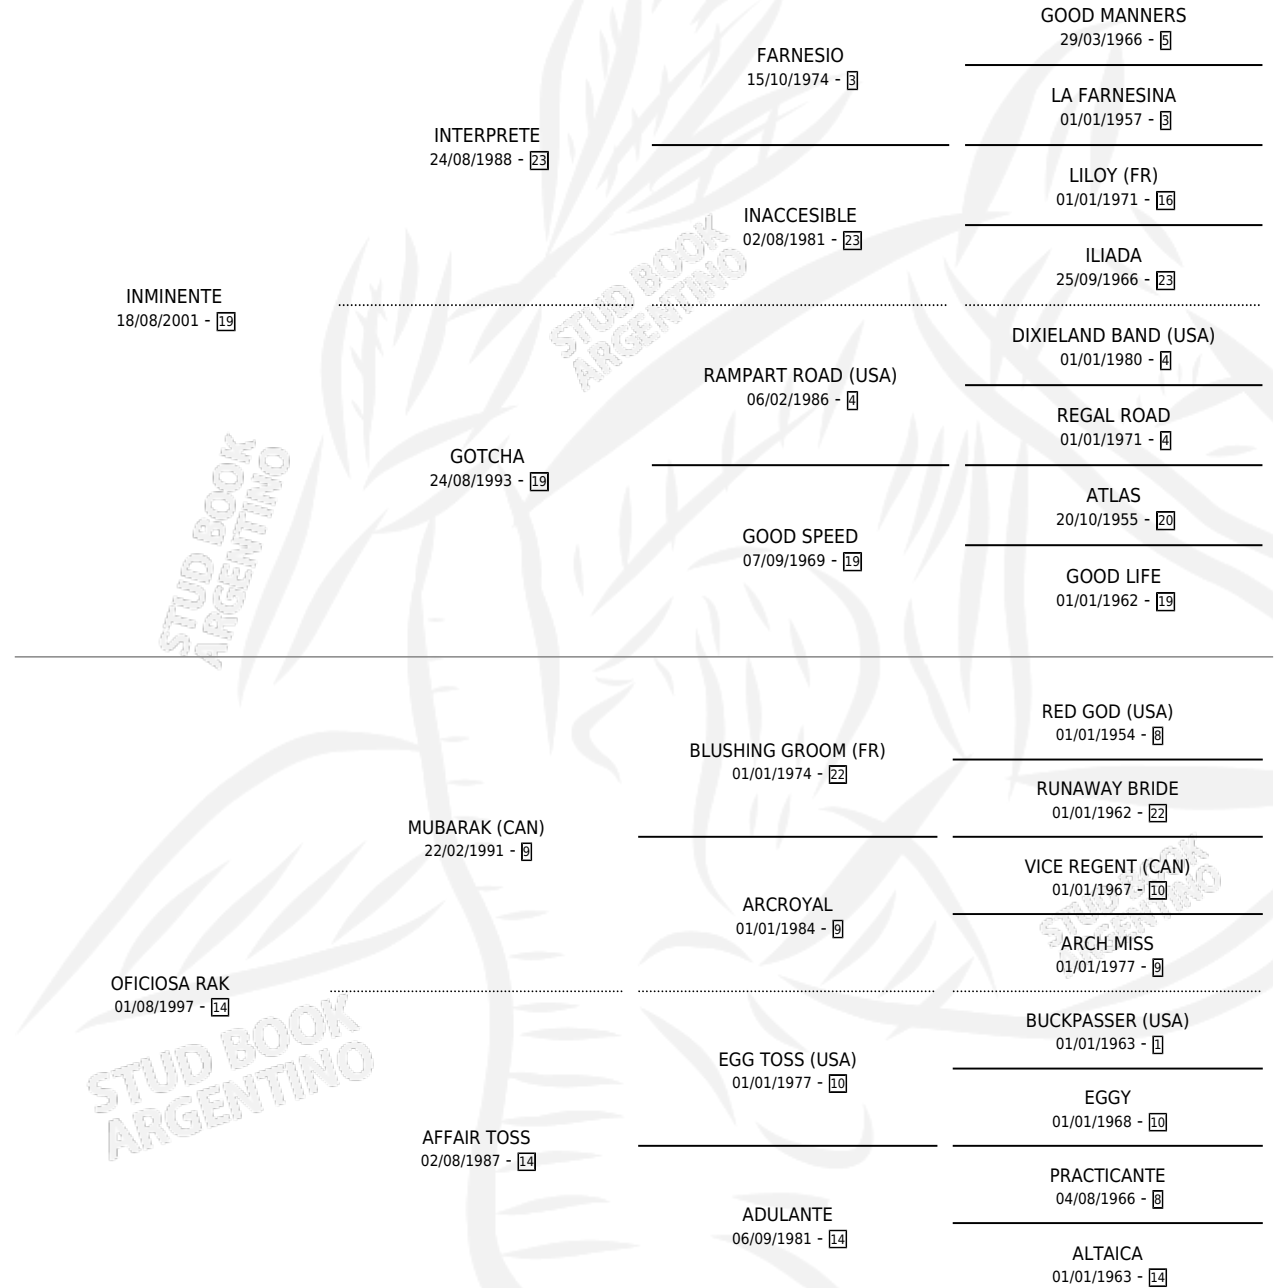 GOOD MANNERS
29/03/1966 - 5
FARNESIO
15/10/1974 - 3
LA FARNESINA
01/01/1957 - 3
INTERPRETE
24/08/1988 - 23
LILOY (FR)
01/01/1971 - 16
INACCESIBLE
02/08/1981 - 23
ILIADA
25/09/1966 - 23
INMINENTE
18/08/2001 - 19
DIXIELAND BAND (USA)
01/01/1980 - 4
RAMPART ROAD (USA)
06/02/1986 - 4
REGAL ROAD
01/01/1971 - 4
GOTCHA
24/08/1993 - 19
ATLAS
20/10/1955 - 20
GOOD SPEED
07/09/1969 - 19
GOOD LIFE
01/01/1962 - 19
RED GOD (USA)
01/01/1954 - 8
BLUSHING GROOM (FR)
01/01/1974 - 22
RUNAWAY BRIDE
01/01/1962 - 22
MUBARAK (CAN)
22/02/1991 - 9
VICE REGENT (CAN)
01/01/1967 - 10
ARCROYAL
01/01/1984 - 9
ARCH MISS
01/01/1977 - 9
OFICIOSA RAK
01/08/1997 - 14
BUCKPASSER (USA)
01/01/1963 - 1
EGG TOSS (USA)
01/01/1977 - 10
EGGY
01/01/1968 - 10
AFFAIR TOSS
02/08/1987 - 14
PRACTICANTE
04/08/1966 - 8
ADULANTE
06/09/1981 - 14
ALTAICA
01/01/1963 - 14
STUD BOOK
ARGENTINO
STUD BOOK
ARGENTINO
STUD BOOK
ARGENTINO
STUD BOOK
ARGENTINO